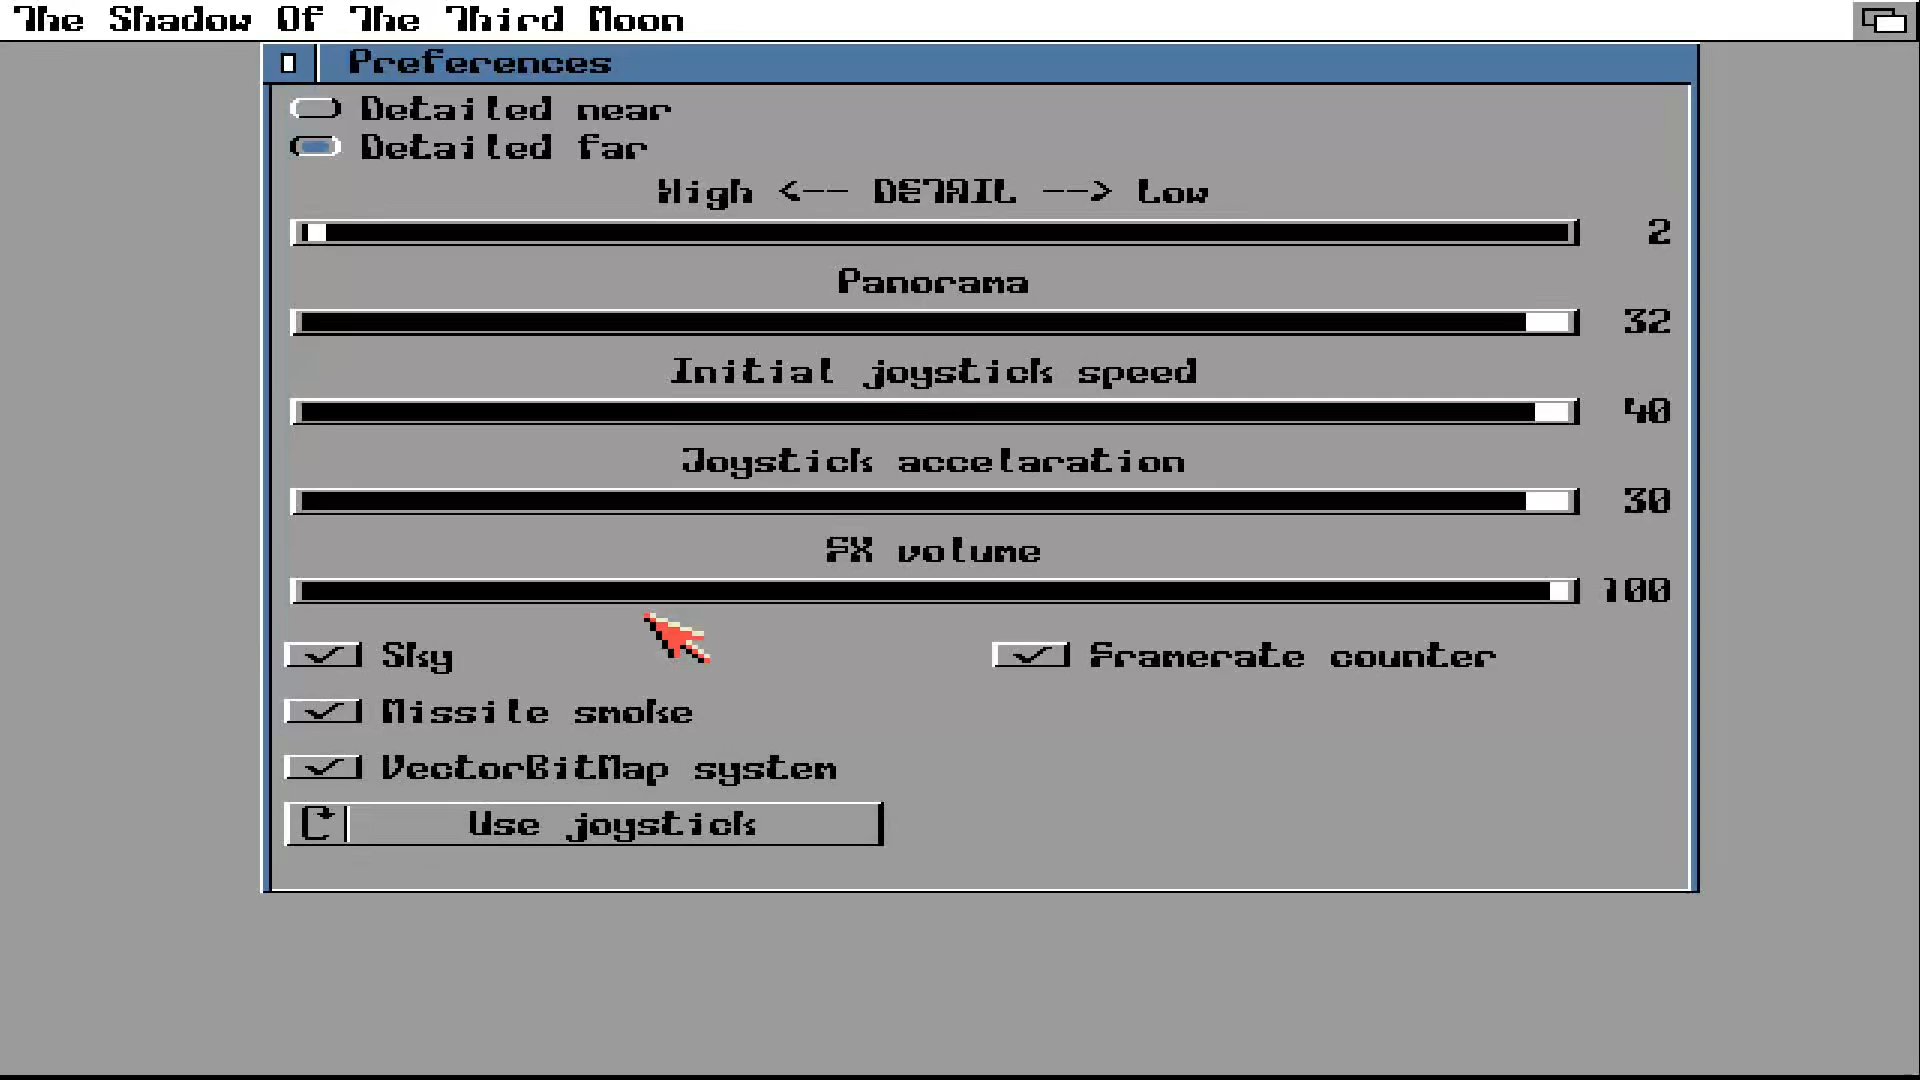 The Shadow Of The Third Moon
Preferences
Detailed near
Detailed far
High <-- DETAIL --> Low
2
Panorama
32
Initial joystick speed
40
Joystick accelaration
30
FX volume
100
Sky
Framerate counter
Missile smoke
VectorBitMap system
Use joystick